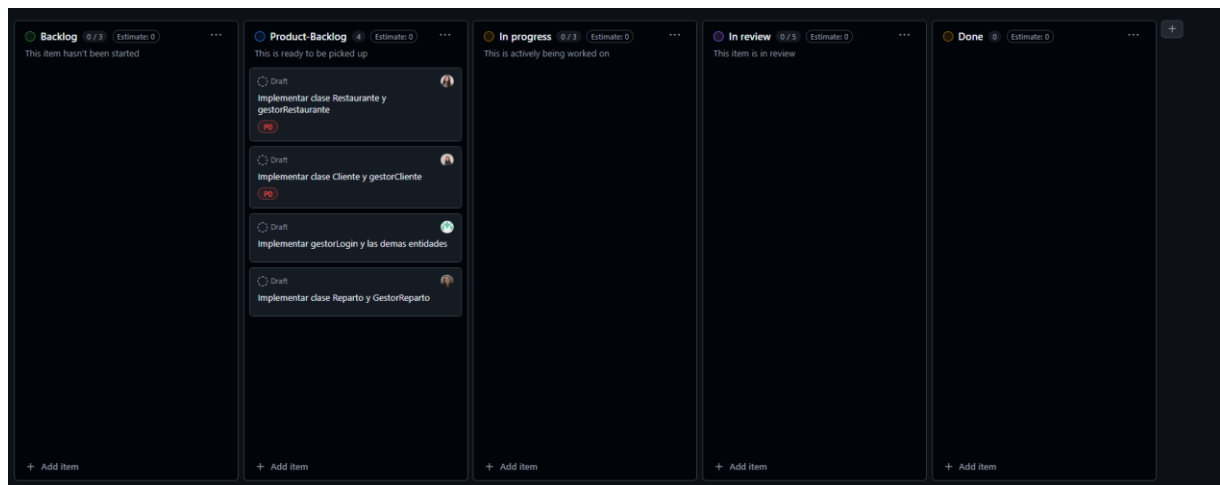 Backlog 0 / 3 Estimate: 0 ...
This item hasn't been started
+ Add item
Product-Backlog 4 Estimate: 0 ...
This is ready to be picked up
Draft
Implementar clase Restaurante y
gestorRestaurante
P0
Draft
Implementar clase Cliente y gestorCliente
P0
Draft
Implementar gestorLogin y las demas entidades
Draft
Implementar clase Reparto y GestorReparto
+ Add item
In progress 0 / 3 Estimate: 0 ...
This is actively being worked on
+ Add item
In review 0 / 5 Estimate: 0 ...
This item is in review
+ Add item
Done 0 Estimate: 0 ...
+ Add item
+